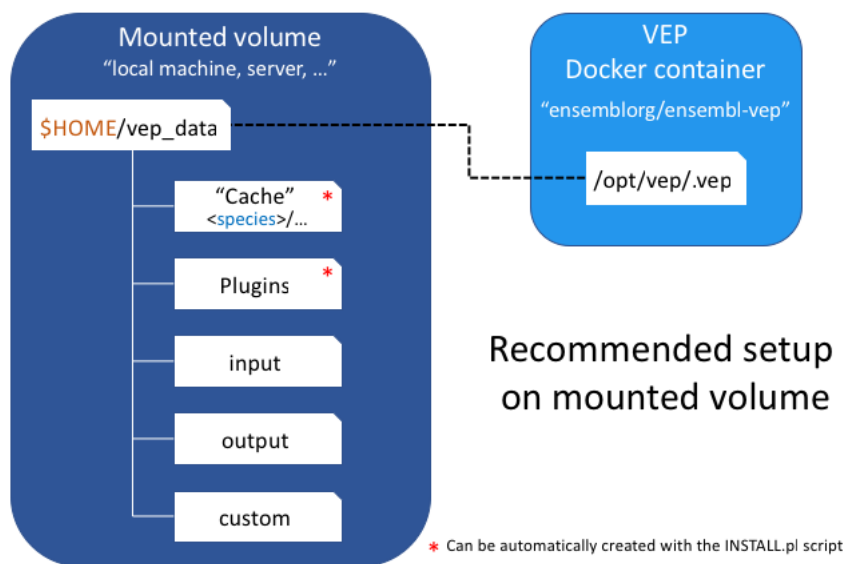 Mounted volume
“local machine, server, …”
$HOME/vep_data
“Cache” *
<species>/…
Plugins *
input
output
custom
VEP
Docker container
“ensemblorg/ensembl-vep”
/opt/vep/.vep
Recommended setup
on mounted volume
* Can be automatically created with the INSTALL.pl script